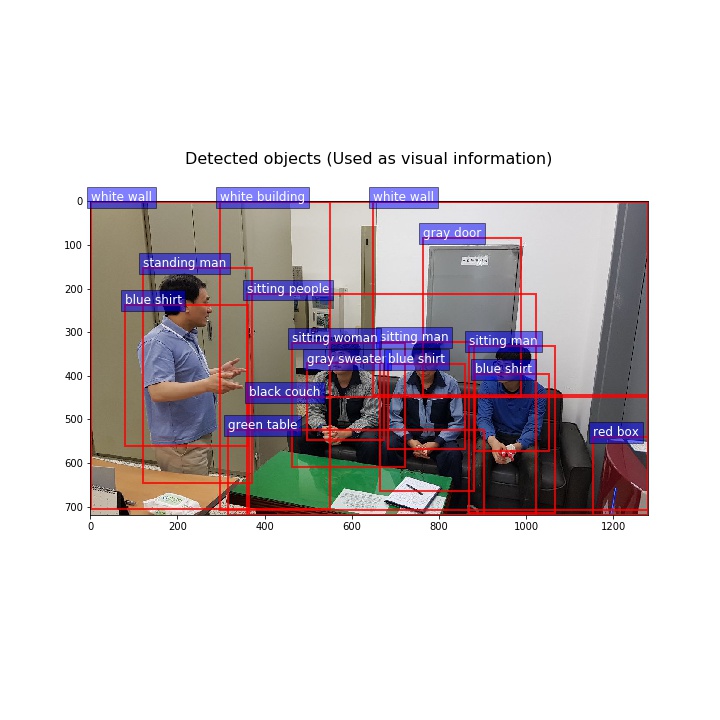 Detected objects (Used as visual information)
white wall
white building
white wall
gray door
standing man
sitting people
blue shirt
sitting woman
sitting man
sitting man
gray sweater
blue shirt
blue shirt
black couch
green table
red box
0
100
200
300
400
500
600
700
0
200
400
600
800
1000
1200